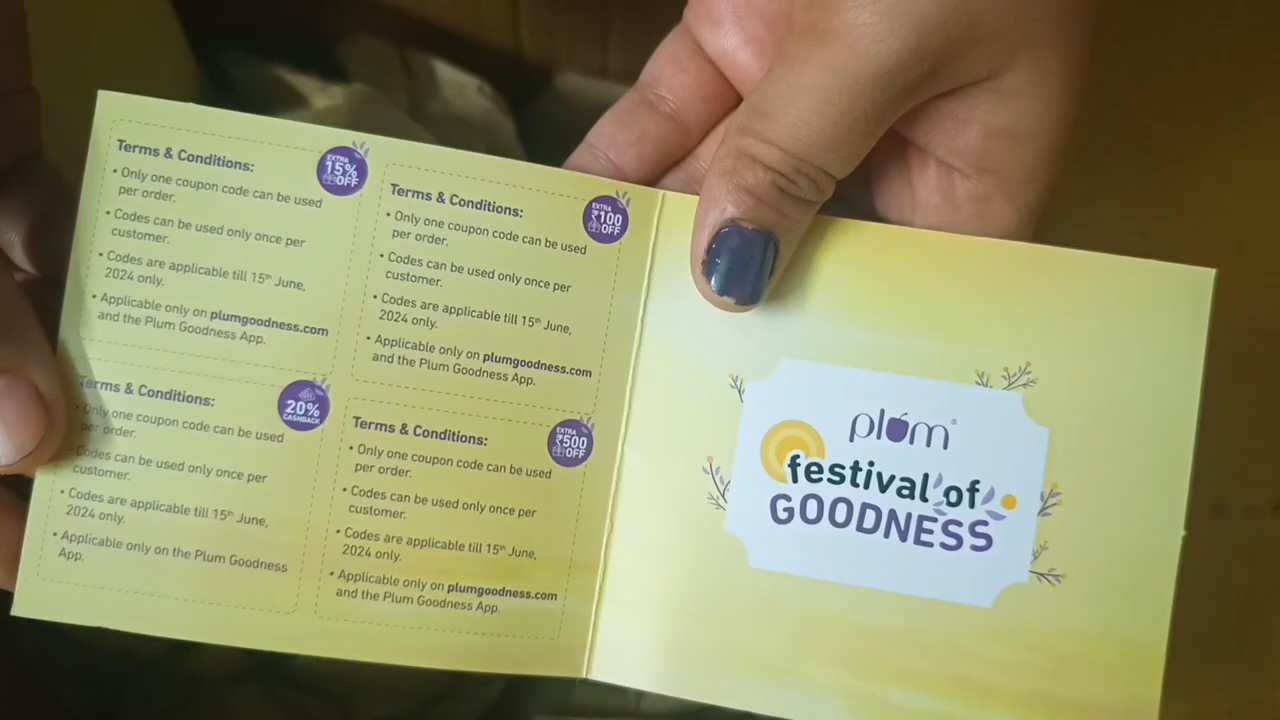 Terms & Conditions:
EXTRA
15%
OFF
• Only one coupon code can be used
per order.
• Codes can be used only once per
customer.
• Codes are applicable till 15th June,
2024 only.
• Applicable only on plumgoodness.com
and the Plum Goodness App.
Terms & Conditions:
EXTRA
₹100
OFF
• Only one coupon code can be used
per order.
• Codes can be used only once per
customer.
• Codes are applicable till 15th June,
2024 only.
• Applicable only on plumgoodness.com
and the Plum Goodness App.
Terms & Conditions:
20%
CASHBACK
• Only one coupon code can be used
per order.
• Codes can be used only once per
customer.
• Codes are applicable till 15th June,
2024 only.
• Applicable only on the Plum Goodness
App.
Terms & Conditions:
EXTRA
₹500
OFF
• Only one coupon code can be used
per order.
• Codes can be used only once per
customer.
• Codes are applicable till 15th June,
2024 only.
• Applicable only on plumgoodness.com
and the Plum Goodness App.
plum®
festival of
GOODNESS